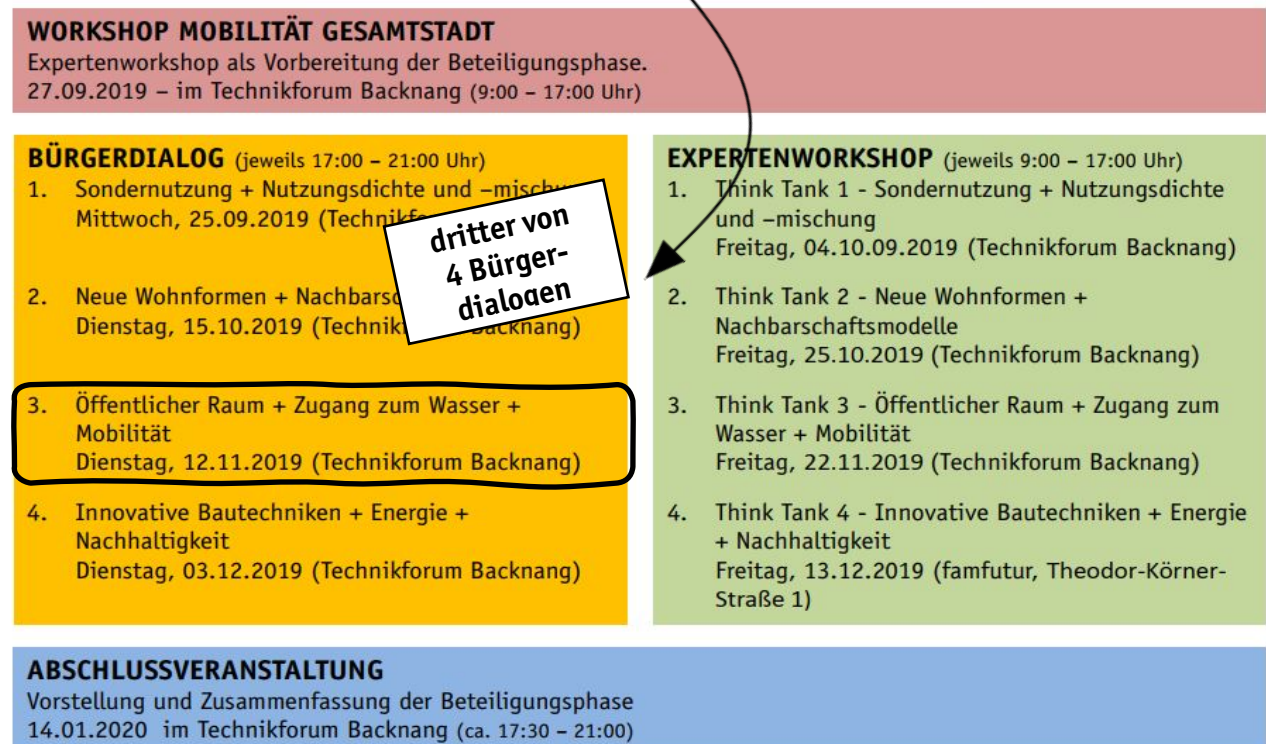 WORKSHOP MOBILITÄT GESAMTSTADT
Expertenworkshop als Vorbereitung der Beteiligungsphase.
27.09.2019 – im Technikforum Backnang (9:00 – 17:00 Uhr)
BÜRGERDIALOG (jeweils 17:00 – 21:00 Uhr)
1. Sondernutzung + Nutzungsdichte und –mischu
Mittwoch, 25.09.2019 (Technikfo
2. Neue Wohnformen + Nachbarsc
Dienstag, 15.10.2019 (Technik Backnang)
3. Öffentlicher Raum + Zugang zum Wasser +
Mobilität
Dienstag, 12.11.2019 (Technikforum Backnang)
4. Innovative Bautechniken + Energie +
Nachhaltigkeit
Dienstag, 03.12.2019 (Technikforum Backnang)
dritter von
4 Bürger-
dialogen
EXPERTENWORKSHOP (jeweils 9:00 – 17:00 Uhr)
1. Think Tank 1 - Sondernutzung + Nutzungsdichte
und –mischung
Freitag, 04.10.09.2019 (Technikforum Backnang)
2. Think Tank 2 - Neue Wohnformen +
Nachbarschaftsmodelle
Freitag, 25.10.2019 (Technikforum Backnang)
3. Think Tank 3 - Öffentlicher Raum + Zugang zum
Wasser + Mobilität
Freitag, 22.11.2019 (Technikforum Backnang)
4. Think Tank 4 - Innovative Bautechniken + Energie
+ Nachhaltigkeit
Freitag, 13.12.2019 (famfutur, Theodor-Körner-
Straße 1)
ABSCHLUSSVERANSTALTUNG
Vorstellung und Zusammenfassung der Beteiligungsphase
14.01.2020 im Technikforum Backnang (ca. 17:30 – 21:00)